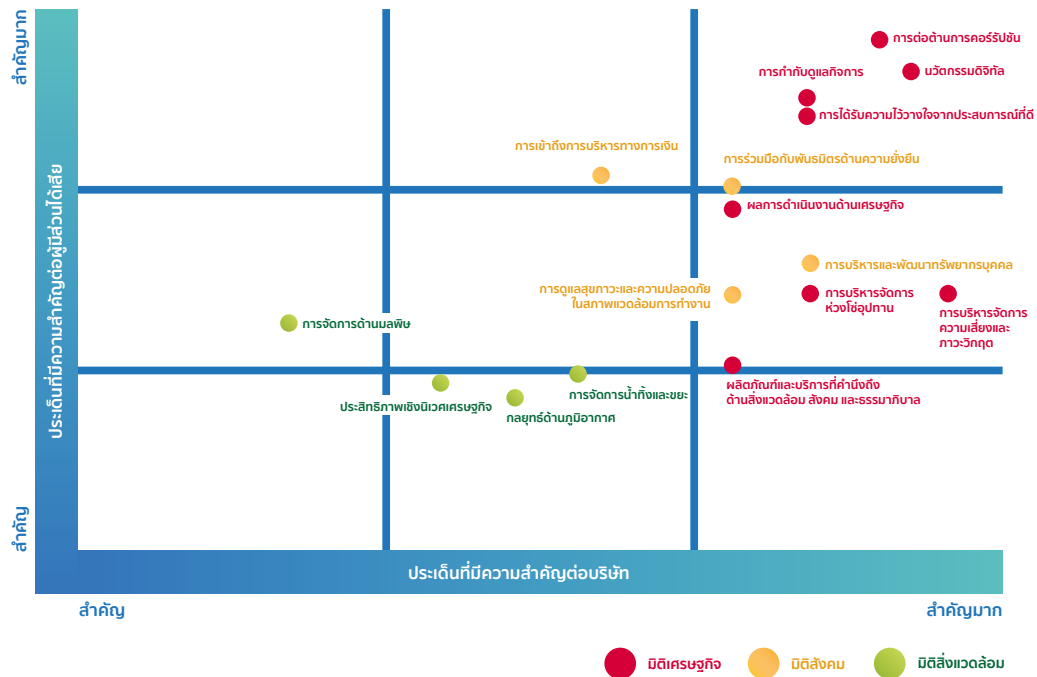 สำคัญมาก
ประเด็นที่มีความสำคัญต่อผู้มีส่วนได้เสีย
สำคัญ
การต่อต้านการคอร์รัปชัน
การกำกับดูแลกิจการ
นวัตกรรมดิจิทัล
การได้รับความไว้วางใจจากประสบการณ์ที่ดี
การเข้าถึงการบริหารทางการเงิน
การร่วมมือกับพันธมิตรด้านความยั่งยืน
ผลการดำเนินงานด้านเศรษฐกิจ
การบริหารและพัฒนาทรัพยากรบุคคล
การดูแลสุขภาวะและความปลอดภัย
ในสภาพแวดล้อมการทำงาน
การบริหารจัดการ
ห่วงโซ่อุปทาน
การบริหารจัดการ
ความเสี่ยงและ
ภาวะวิกฤต
การจัดการด้านมลพิษ
ผลิตภัณฑ์และบริการที่คำนึงถึง
ด้านสิ่งแวดล้อม สังคม และธรรมาภิบาล
การจัดการน้ำทิ้งและขยะ
ประสิทธิภาพเชิงนิเวศเศรษฐกิจ
กลยุทธ์ด้านภูมิอากาศ
ประเด็นที่มีความสำคัญต่อบริษัท
สำคัญ
สำคัญมาก
มิติเศรษฐกิจ
มิติสังคม
มิติสิ่งแวดล้อม